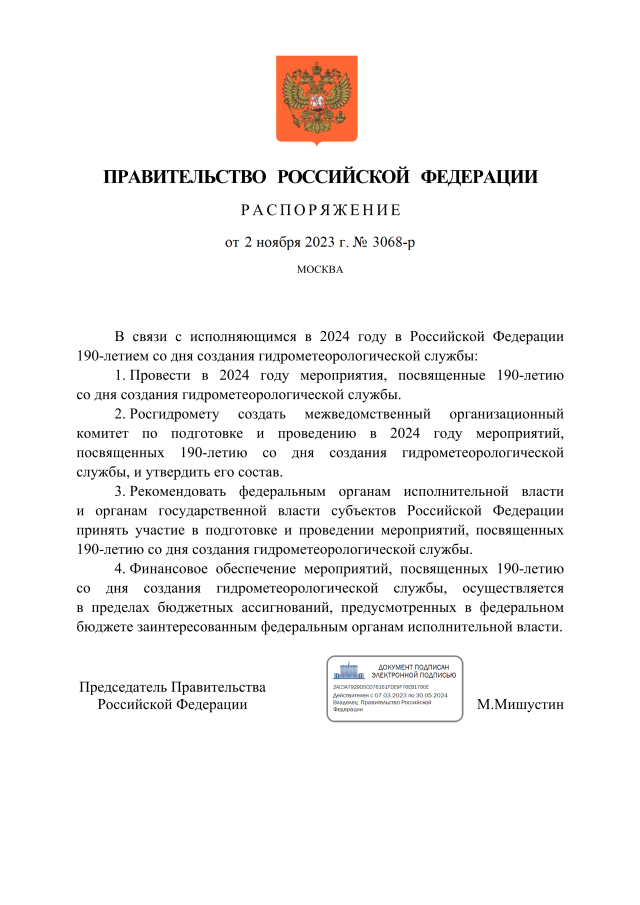 ПРАВИТЕЛЬСТВО РОССИЙСКОЙ ФЕДЕРАЦИИ
РАСПОРЯЖЕНИЕ
от 2 ноября 2023 г. № 3068-р
МОСКВА
В связи с исполняющимся в 2024 году в Российской Федерации
190-летием со дня создания гидрометеорологической службы:
1. Провести в 2024 году мероприятия, посвященные 190-летию
со дня создания гидрометеорологической службы.
2. Росгидромету создать межведомственный организационный
комитет по подготовке и проведению в 2024 году мероприятий,
посвященных 190-летию со дня создания гидрометеорологической
службы, и утвердить его состав.
3. Рекомендовать федеральным органам исполнительной власти
и органам государственной власти субъектов Российской Федерации
принять участие в подготовке и проведении мероприятий, посвященных
190-летию со дня создания гидрометеорологической службы.
4. Финансовое обеспечение мероприятий, посвященных 190-летию
со дня создания гидрометеорологической службы, осуществляется
в пределах бюджетных ассигнований, предусмотренных в федеральном
бюджете заинтересованным федеральным органам исполнительной власти.
ДОКУМЕНТ ПОДПИСАН
ЭЛЕКТРОННОЙ ПОДПИСЬЮ
Действителен с 07.03.2023 по 30.05.2024
Владелец: Правительство Российской
Федерации
Председатель Правительства
Российской Федерации
М.Мишустин